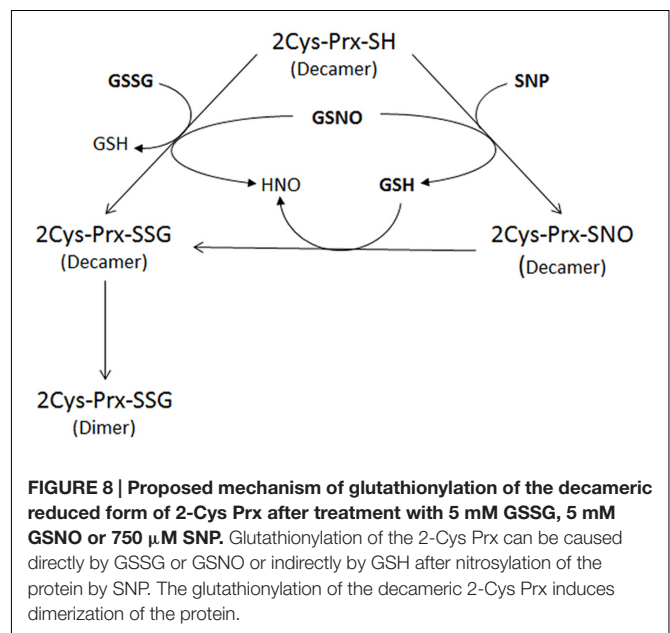 2Cys-Prx-SH
(Decamer)
GSSG
SNP
GSNO
GSH
HNO
GSH
2Cys-Prx-SSG
(Decamer)
2Cys-Prx-SNO
(Decamer)
2Cys-Prx-SSG
(Dimer)
FIGURE 8 | Proposed mechanism of glutathionylation of the decameric
reduced form of 2-Cys Prx after treatment with 5 mM GSSG, 5 mM
GSNO or 750 μM SNP. Glutathionylation of the 2-Cys Prx can be caused
directly by GSSG or GSNO or indirectly by GSH after nitrosylation of the
protein by SNP. The glutathionylation of the decameric 2-Cys Prx induces
dimerization of the protein.